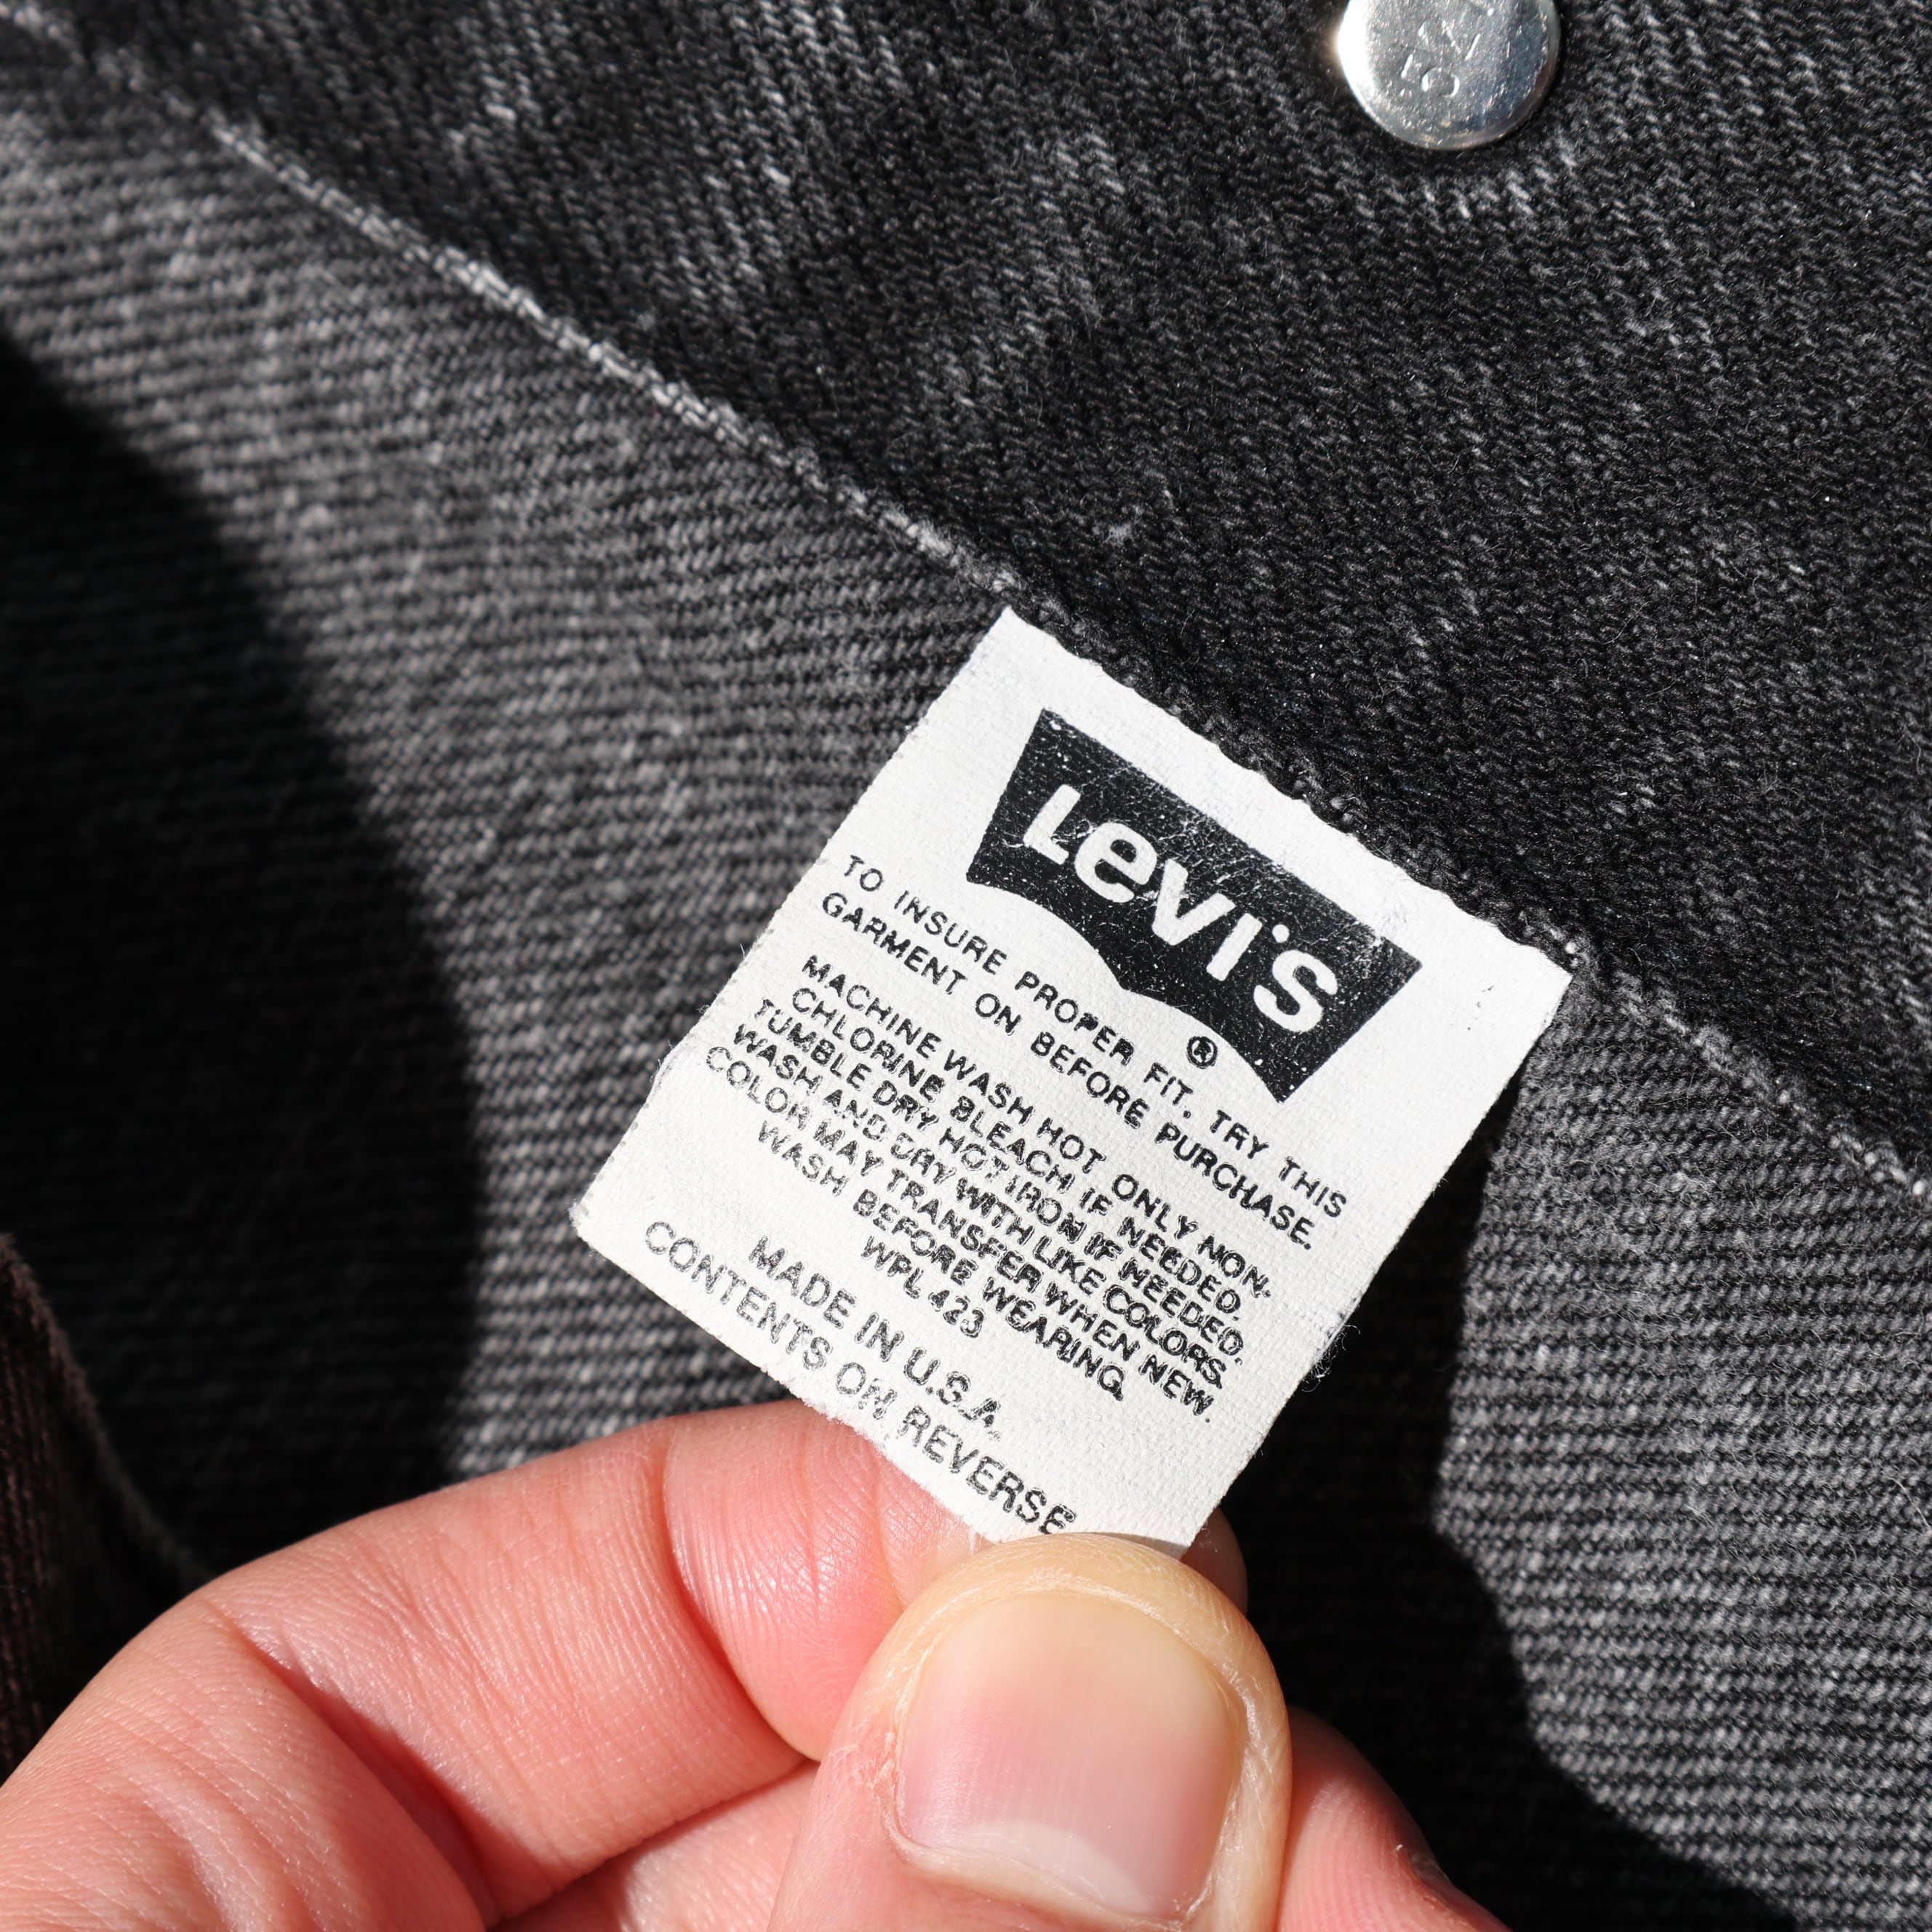 524
Levi's
®
TO INSURE PROPER FIT, TRY THIS
GARMENT ON BEFORE PURCHASE.
MACHINE WASH HOT ONLY NON-
CHLORINE BLEACH IF NEEDED.
TUMBLE DRY HOT IRON IF NEEDED.
WASH AND DRY WITH LIKE COLORS.
COLOR MAY TRANSFER WHEN NEW.
WASH BEFORE WEARING.
WPL 423
MADE IN U.S.A.
CONTENTS ON REVERSE